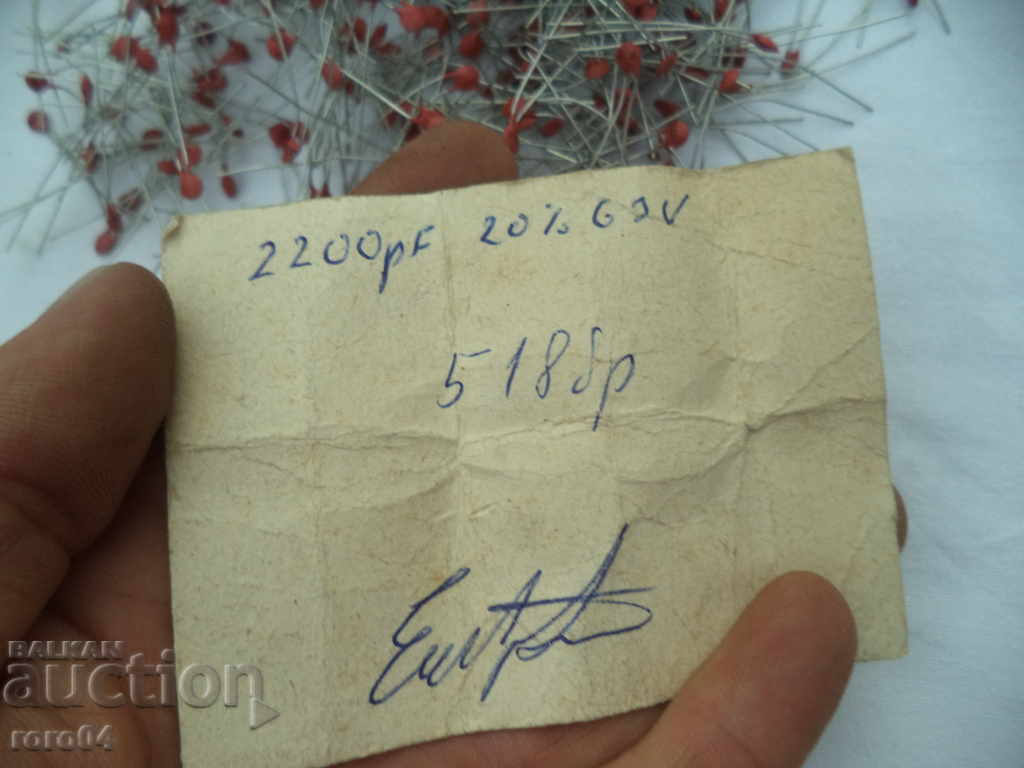 2200pF 20% 63V
518бр
BALKAN
auction
roro04